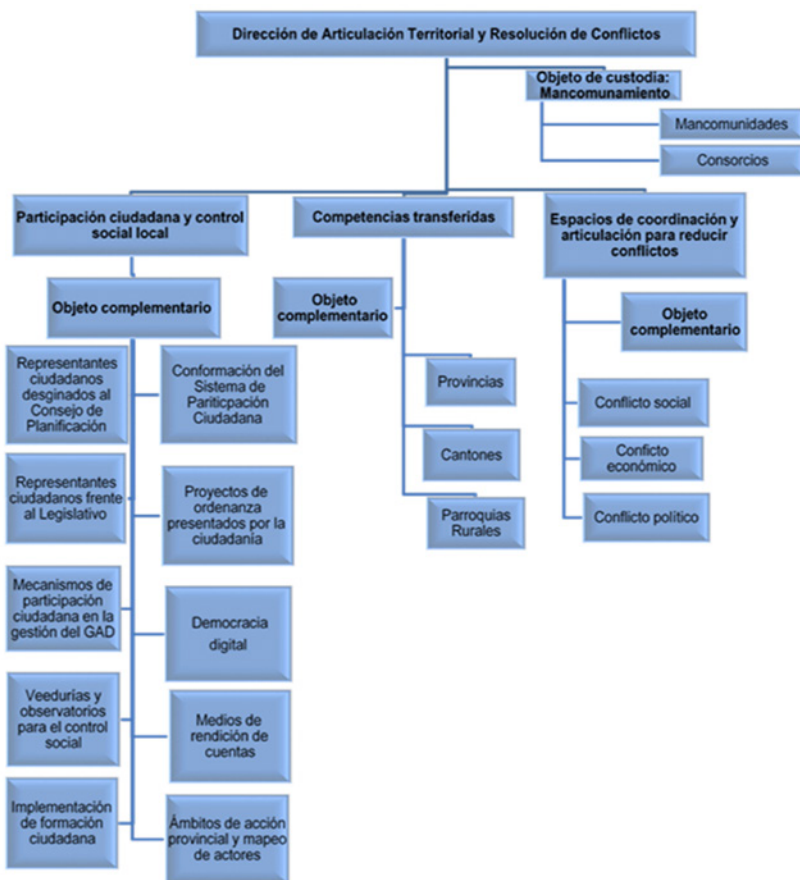 Dirección de Articulación Territorial y Resolución de Conflictos
Objeto de custodia:
Mancomunamiento
Mancomunidades
Consorcios
Participación ciudadana y control
social local
Objeto complementario
Representantes
ciudadanos
desginados al
Consejo de
Planificación
Conformación del
Sistema de
Pariticpación
Ciudadana
Representantes
ciudadanos frente
al Legislativo
Proyectos de
ordenanza
presentados por la
ciudadanía
Mecanismos de
participación
ciudadana en la
gestión del GAD
Democracia
digital
Veedurías y
observatorios
para el control
social
Medios de
rendición de
cuentas
Implementación
de formación
ciudadana
Ámbitos de acción
provincial y mapeo
de actores
Competencias transferidas
Objeto
complementario
Provincias
Cantones
Parroquias
Rurales
Espacios de coordinación y
articulación para reducir
conflictos
Objeto
complementario
Conflicto social
Conficto
económico
Conflicto político